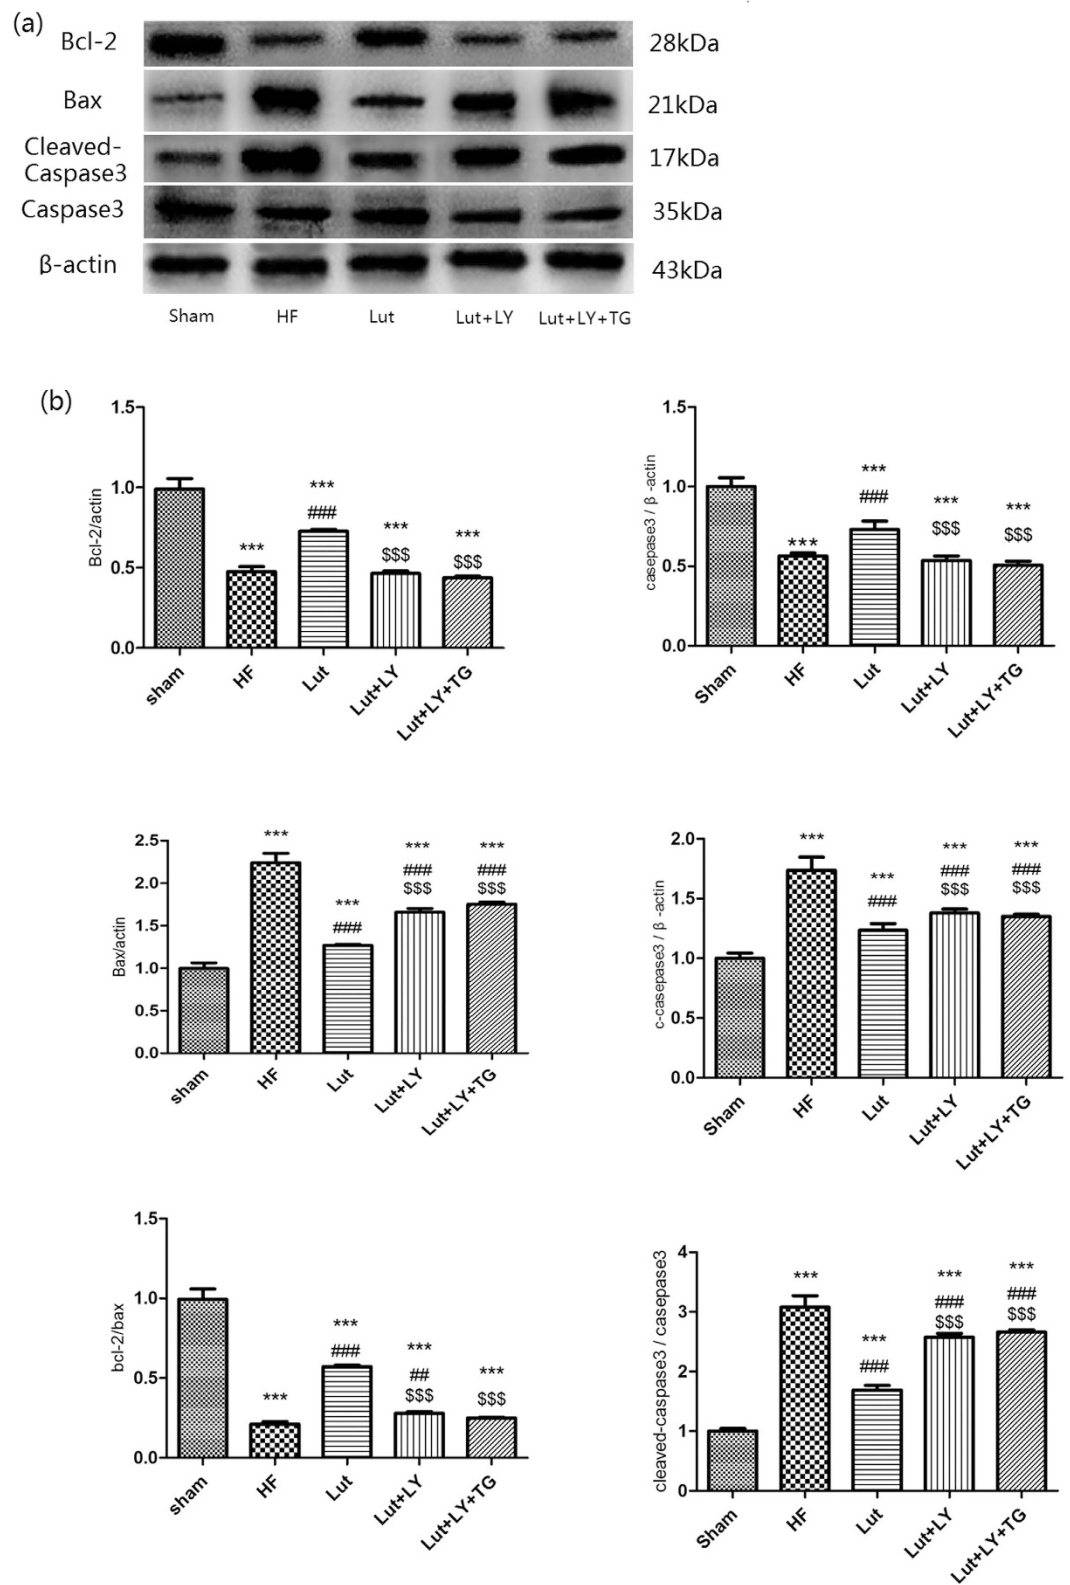 (a)
Bcl-2
28kDa
Bax
21kDa
Cleaved-
Caspase3
17kDa
Caspase3
35kDa
β-actin
43kDa
Sham HF Lut Lut+LY Lut+LY+TG
(b)
Bcl-2/actin
1.5
1.0
0.5
0.0
***
***
###
***
$$$
***
$$$
sham HF Lut Lut+LY Lut+LY+TG
casepase3 / β -actin
1.5
1.0
0.5
0.0
***
***
###
***
$$$
***
$$$
Sham HF Lut Lut+LY Lut+LY+TG
Bax/actin
2.5
2.0
1.5
1.0
0.5
0.0
***
***
###
***
###
$$$
***
###
$$$
sham HF Lut Lut+LY Lut+LY+TG
c-casepase3 / β -actin
2.0
1.5
1.0
0.5
0.0
***
***
###
***
###
$$$
***
###
$$$
Sham HF Lut Lut+LY Lut+LY+TG
bcl-2/bax
1.5
1.0
0.5
0.0
***
***
###
***
##
$$$
***
$$$
sham HF Lut Lut+LY Lut+LY+TG
cleaved-caspase3 / casepase3
4
3
2
1
0
***
***
###
***
###
$$$
***
###
$$$
Sham HF Lut Lut+LY Lut+LY+TG